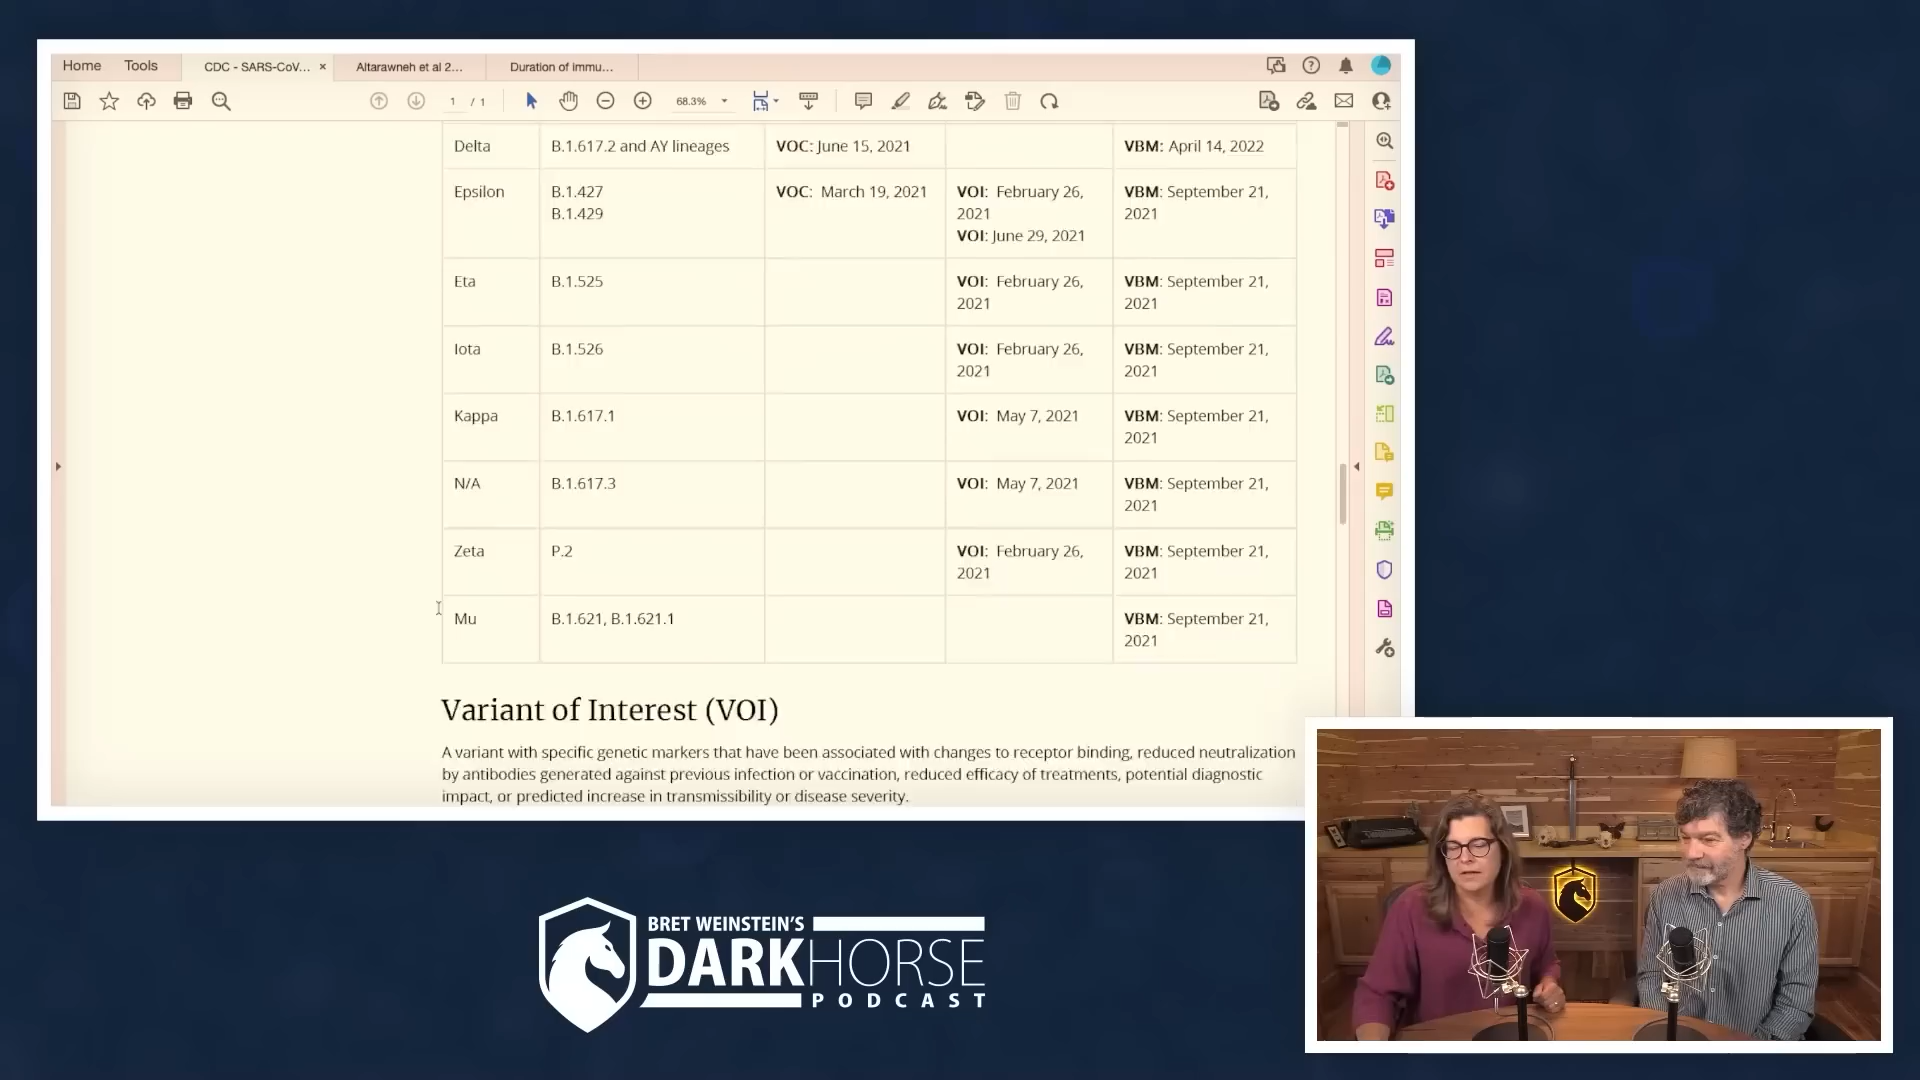 Home Tools CDC - SARS-CoV... × Altarawneh et al 2... Duration of immu...
1 / 1 68.3%
Delta B.1.617.2 and AY lineages VOC: June 15, 2021 VBM: April 14, 2022
Epsilon B.1.427 VOC: March 19, 2021 VOI: February 26, VBM: September 21,
B.1.429 2021 2021
VOI: June 29, 2021
Eta B.1.525 VOI: February 26, VBM: September 21,
2021 2021
Iota B.1.526 VOI: February 26, VBM: September 21,
2021 2021
Kappa B.1.617.1 VOI: May 7, 2021 VBM: September 21,
2021
N/A B.1.617.3 VOI: May 7, 2021 VBM: September 21,
2021
Zeta P.2 VOI: February 26, VBM: September 21,
2021 2021
Mu B.1.621, B.1.621.1 VBM: September 21,
2021
Variant of Interest (VOI)
A variant with specific genetic markers that have been associated with changes to receptor binding, reduced neutralization
by antibodies generated against previous infection or vaccination, reduced efficacy of treatments, potential diagnostic
impact, or predicted increase in transmissibility or disease severity.
BRET WEINSTEIN'S
DARKHORSE
PODCAST